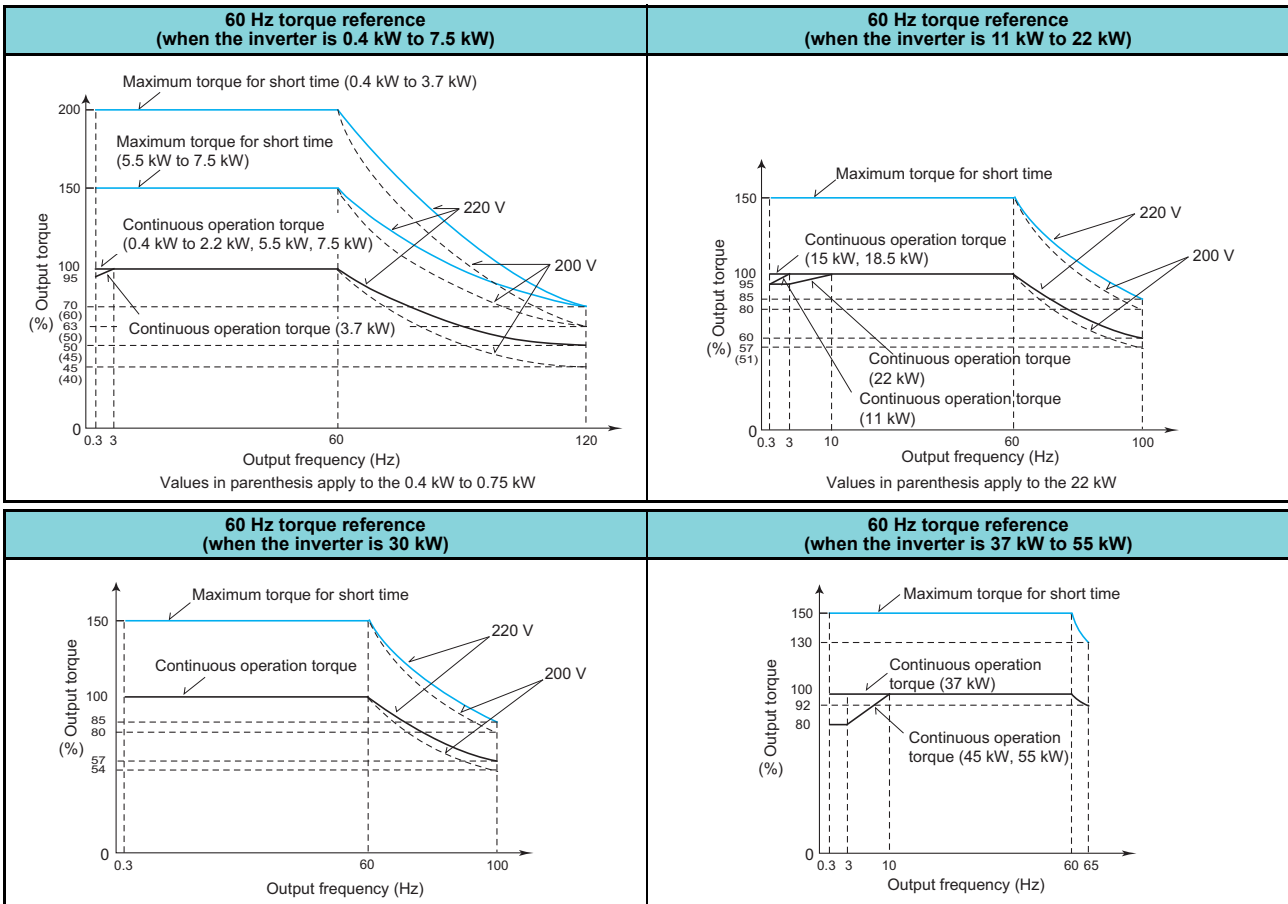 60 Hz torque reference
(when the inverter is 0.4 kW to 7.5 kW)
Maximum torque for short time (0.4 kW to 3.7 kW)
200
Maximum torque for short time
(5.5 kW to 7.5 kW)
150
220 V
Continuous operation torque
(0.4 kW to 2.2 kW, 5.5 kW, 7.5 kW)
200 V
100
95
Output torque
(%)
70
(60)
63
(50)
50
(45)
45
(40)
Continuous operation torque (3.7 kW)
0
0.3 3 60 120
Output frequency (Hz)
Values in parenthesis apply to the 0.4 kW to 0.75 kW
60 Hz torque reference
(when the inverter is 11 kW to 22 kW)
Maximum torque for short time
150
220 V
Continuous operation torque
(15 kW, 18.5 kW)
200 V
100
95
85
80
Output torque
(%)
60
57
(51)
Continuous operation torque
(22 kW)
Continuous operation torque
(11 kW)
0
0.3 3 10 60 100
Output frequency (Hz)
Values in parenthesis apply to the 22 kW
60 Hz torque reference
(when the inverter is 30 kW)
Maximum torque for short time
150
220 V
Continuous operation torque
200 V
100
85
80
Output torque
(%)
57
54
0
0.3 60 100
Output frequency (Hz)
60 Hz torque reference
(when the inverter is 37 kW to 55 kW)
Maximum torque for short time
150
130
Continuous operation
torque (37 kW)
100
92
80
Output torque
(%)
Continuous operation
torque (45 kW, 55 kW)
0
0.3 3 10 60 65
Output frequency (Hz)